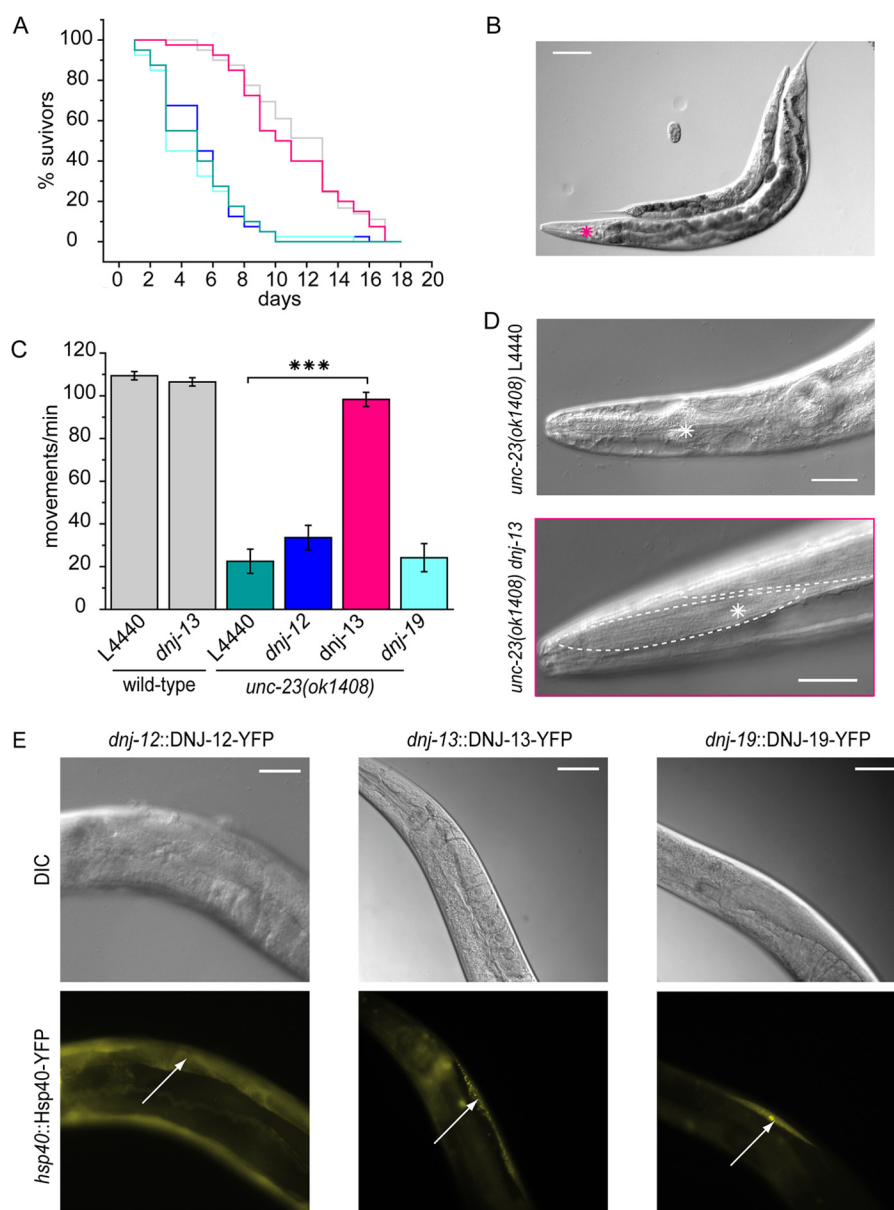 A
% suvivors
100
80
60
40
20
0
0 2 4 6 8 10 12 14 16 18 20
days
B
C
movements/min
120
100
80
60
40
20
0
***
L4440
dnj-13
L4440
dnj-12
dnj-13
dnj-19
wild-type
unc-23(ok1408)
D
unc-23(ok1408) L4440
unc-23(ok1408) dnj-13
E
dnj-12::DNJ-12-YFP
dnj-13::DNJ-13-YFP
dnj-19::DNJ-19-YFP
DIC
hsp40::Hsp40-YFP